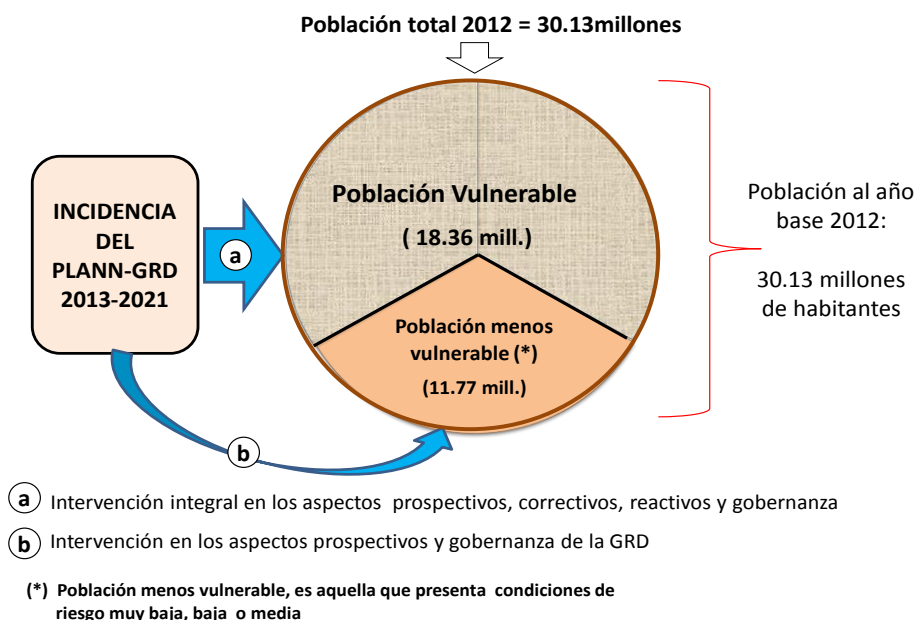 Población total 2012 = 30.13millones
INCIDENCIA
DEL
PLANN-GRD
2013-2021
a
Población Vulnerable
( 18.36 mill.)
Población menos
vulnerable (*)
(11.77 mill.)
b
Población al año
base 2012:
30.13 millones
de habitantes
a Intervención integral en los aspectos prospectivos, correctivos, reactivos y gobernanza
b Intervención en los aspectos prospectivos y gobernanza de la GRD
(*) Población menos vulnerable, es aquella que presenta condiciones de
riesgo muy baja, baja o media